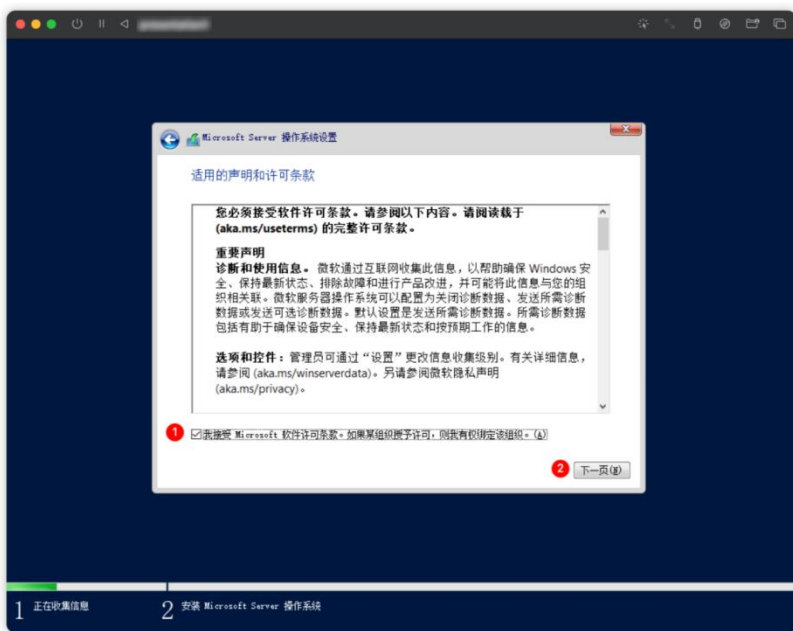 Microsoft Server 操作系统设置
适用的声明和许可条款
您必须接受软件许可条款。请参阅以下内容。请阅读载于
(aka.ms/useterms) 的完整许可条款。
重要声明
诊断和使用信息。微软通过互联网收集此信息，以帮助确保 Windows 安
全、保持最新状态、排除故障和进行产品改进，并可能将此信息与您的组
织相关联。微软服务器操作系统可以配置为关闭诊断数据、发送所需诊断
数据或发送可选诊断数据。默认设置是发送所需诊断数据。所需诊断数据
包括有助于确保设备安全、保持最新状态和按预期工作的信息。
选项和控件：管理员可通过“设置”更改信息收集级别。有关详细信息，
请参阅 (aka.ms/winserverdata)。另请参阅微软隐私声明
(aka.ms/privacy)。
1 我接受 Microsoft 软件许可条款。如果某组织授予许可，则我有权绑定该组织。(A)
2 下一页(N)
1 正在收集信息
2 安装 Microsoft Server 操作系统